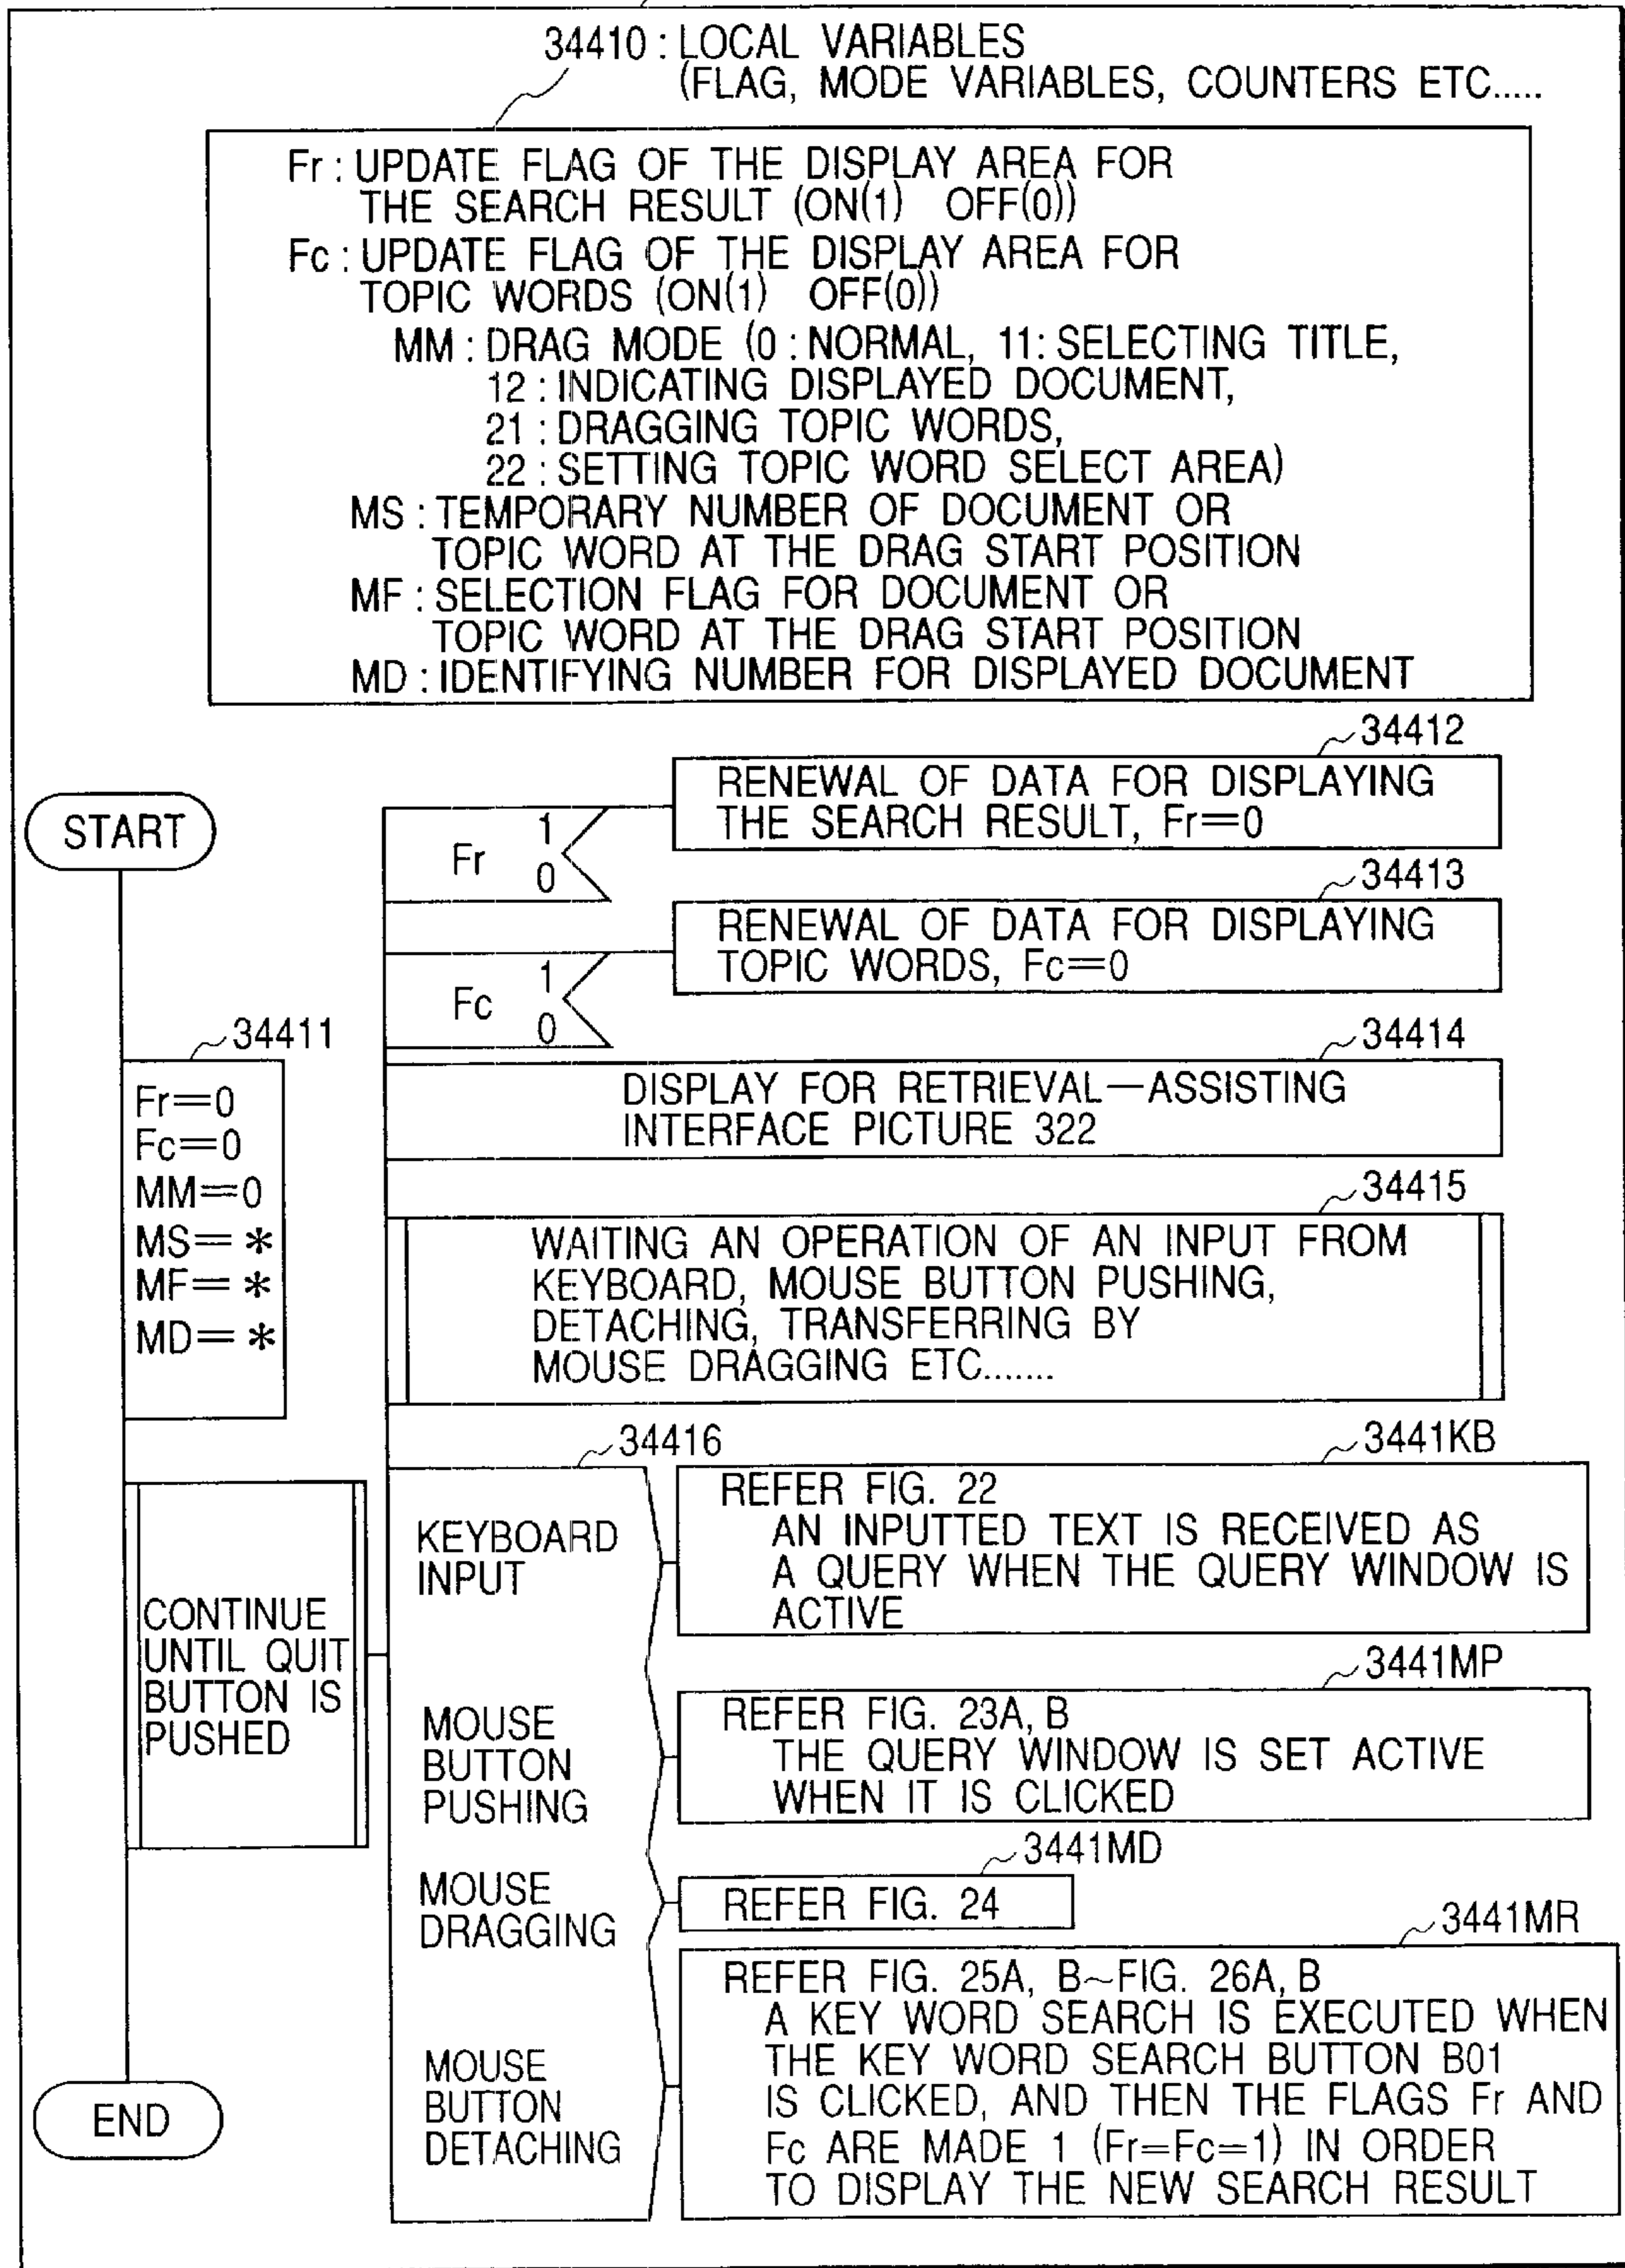 34410 : LOCAL VARIABLES
(FLAG, MODE VARIABLES, COUNTERS ETC.....
Fr : UPDATE FLAG OF THE DISPLAY AREA FOR
THE SEARCH RESULT (ON(1) OFF(0))
Fc : UPDATE FLAG OF THE DISPLAY AREA FOR
TOPIC WORDS (ON(1) OFF(0))
MM : DRAG MODE (0 : NORMAL, 11: SELECTING TITLE,
12 : INDICATING DISPLAYED DOCUMENT,
21 : DRAGGING TOPIC WORDS,
22 : SETTING TOPIC WORD SELECT AREA)
MS : TEMPORARY NUMBER OF DOCUMENT OR
TOPIC WORD AT THE DRAG START POSITION
MF : SELECTION FLAG FOR DOCUMENT OR
TOPIC WORD AT THE DRAG START POSITION
MD : IDENTIFYING NUMBER FOR DISPLAYED DOCUMENT
START
34411
Fr=0
Fc=0
MM=0
MS= *
MF= *
MD= *
CONTINUE
UNTIL QUIT
BUTTON IS
PUSHED
END
Fr 1
0
34412
RENEWAL OF DATA FOR DISPLAYING
THE SEARCH RESULT, Fr=0
Fc 1
0
34413
RENEWAL OF DATA FOR DISPLAYING
TOPIC WORDS, Fc=0
34414
DISPLAY FOR RETRIEVAL—ASSISTING
INTERFACE PICTURE 322
34415
WAITING AN OPERATION OF AN INPUT FROM
KEYBOARD, MOUSE BUTTON PUSHING,
DETACHING, TRANSFERRING BY
MOUSE DRAGGING ETC.......
34416
KEYBOARD
INPUT
3441KB
REFER FIG. 22
AN INPUTTED TEXT IS RECEIVED AS
A QUERY WHEN THE QUERY WINDOW IS
ACTIVE
MOUSE
BUTTON
PUSHING
3441MP
REFER FIG. 23A, B
THE QUERY WINDOW IS SET ACTIVE
WHEN IT IS CLICKED
MOUSE
DRAGGING
3441MD
REFER FIG. 24
MOUSE
BUTTON
DETACHING
3441MR
REFER FIG. 25A, B~FIG. 26A, B
A KEY WORD SEARCH IS EXECUTED WHEN
THE KEY WORD SEARCH BUTTON B01
IS CLICKED, AND THEN THE FLAGS Fr AND
Fc ARE MADE 1 (Fr=Fc=1) IN ORDER
TO DISPLAY THE NEW SEARCH RESULT